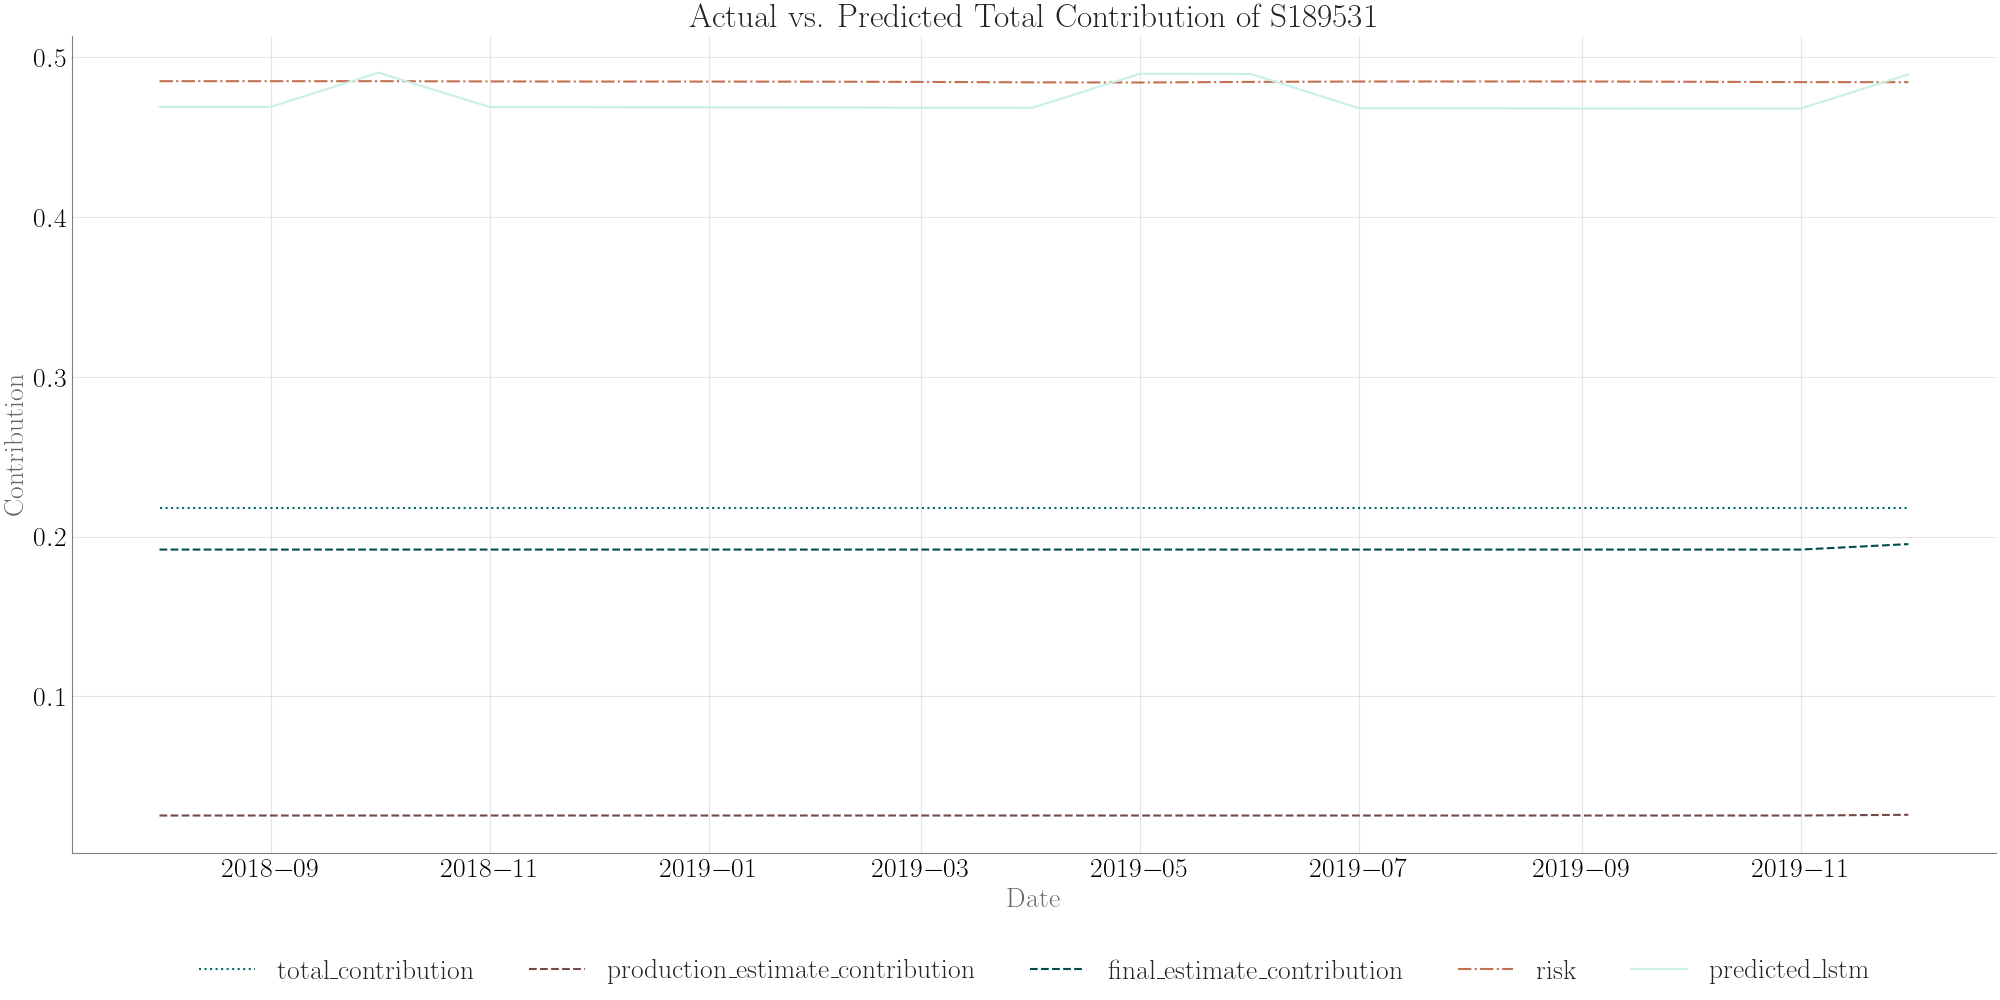 Actual vs. Predicted Total Contribution of S189531
0.5
0.4
0.3
0.2
0.1
Contribution
2018–09 2018–11 2019–01 2019–03 2019–05 2019–07 2019–09 2019–11
Date
total_contribution production_estimate_contribution final_estimate_contribution risk predicted_lstm